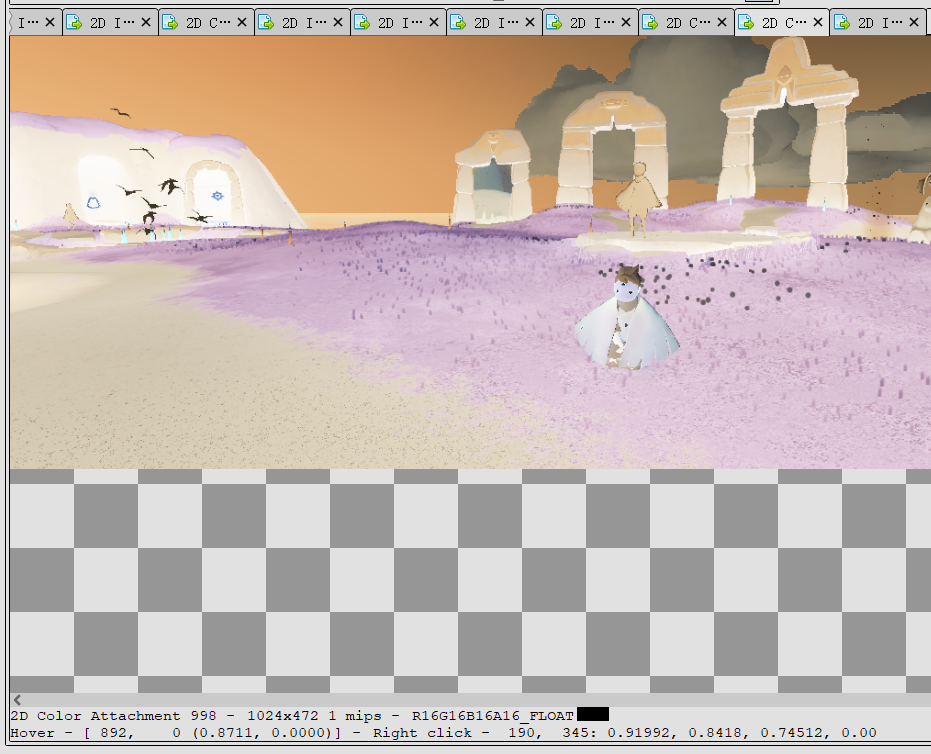 I··· 2D I··· 2D C··· 2D I··· 2D I··· 2D I··· 2D I··· 2D C··· 2D C··· 2D I···
2D Color Attachment 998 - 1024x472 1 mips - R16G16B16A16_FLOAT
Hover - [ 892,    0 (0.8711, 0.0000)] - Right click -  190,  345: 0.91992, 0.8418, 0.74512, 0.00